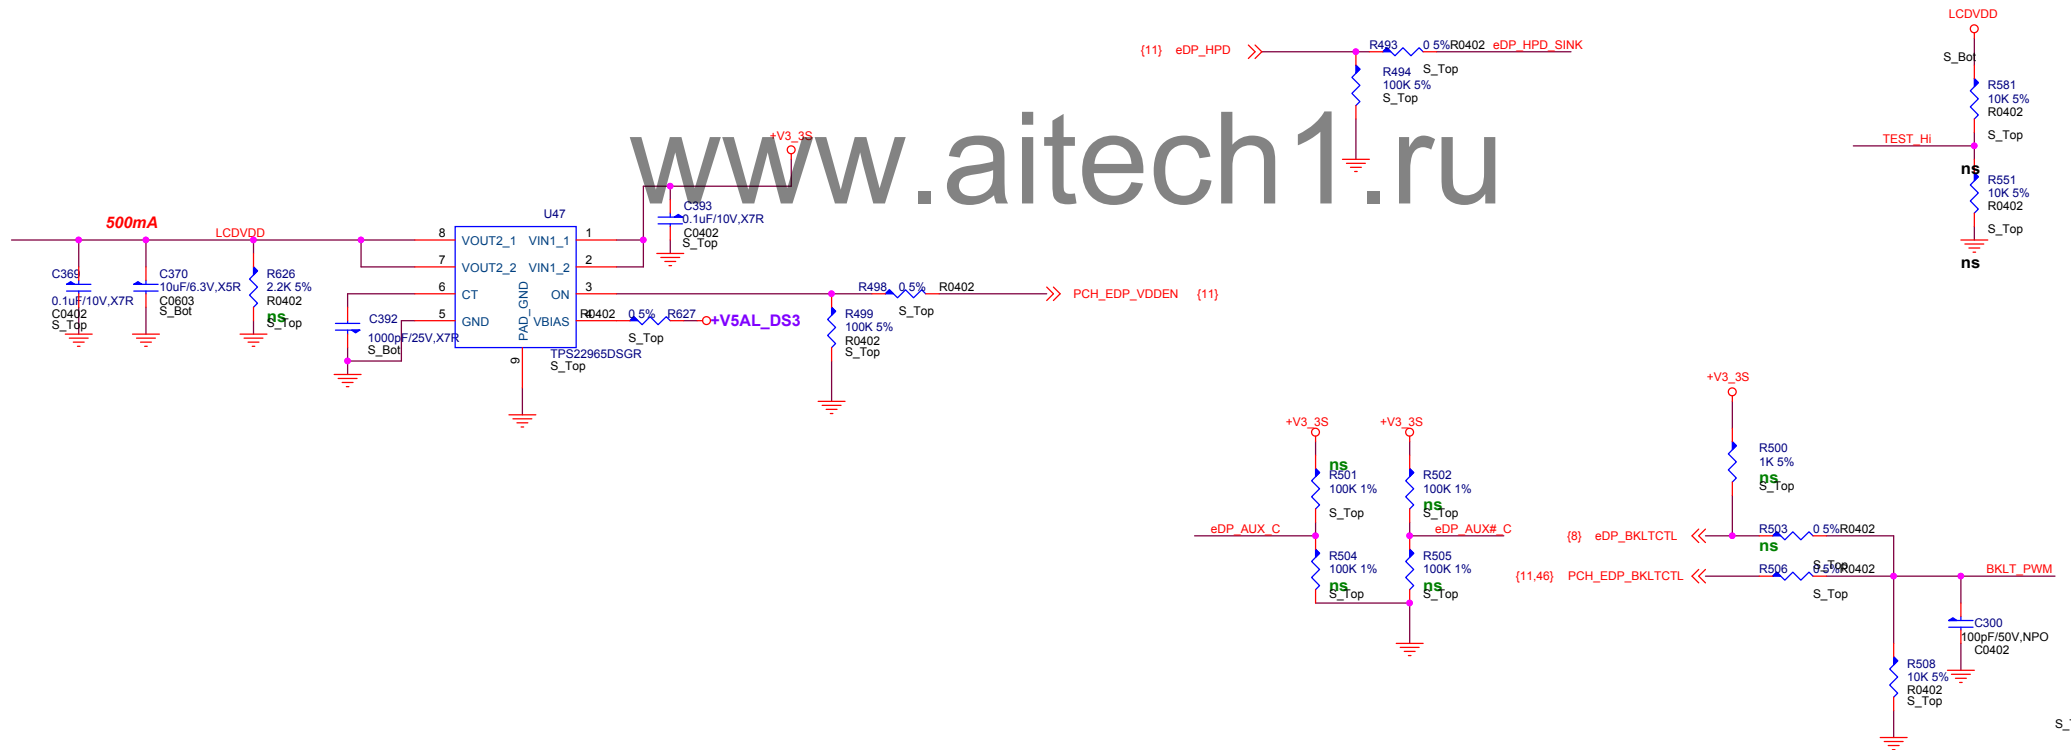 LCDVDD
S_Bot
R581
10K 5%
R0402
S_Top
TEST_Hi
ns
R551
10K 5%
R0402
S_Top
ns
{11} eDP_HPD
R493 0 5% R0402 eDP_HPD_SINK
S_Top
R494
100K 5%
S_Top
www.aitech1.ru
+V3_3S
C393
0.1uF/10V,X7R
C0402
S_Top
500mA
LCDVDD
C369
0.1uF/10V,X7R
C0402
S_Top
C370
10uF/6.3V,X5R
C0603
S_Bot
R626
2.2K 5%
R0402
ns
S_Top
U47
8 VOUT2_1 VIN1_1 1
7 VOUT2_2 VIN1_2 2
6 CT ON 3
5 GND VBIAS 4
PAD_GND
9
TPS22965DSGR
S_Top
C392
1000pF/25V,X7R
S_Bot
R0402 0 5% R627
S_Top
+V5AL_DS3
R498 0 5% R0402
S_Top
PCH_EDP_VDDEN {11}
R499
100K 5%
R0402
S_Top
+V3_3S
ns
R501
100K 1%
S_Top
+V3_3S
R502
100K 1%
ns
S_Top
eDP_AUX_C
eDP_AUX#_C
R504
100K 1%
ns
S_Top
R505
100K 1%
ns
S_Top
+V3_3S
R500
1K 5%
ns
S_Top
{8} eDP_BKLTCTL
R503 0 5% R0402
ns
S_Top
{11,46} PCH_EDP_BKLTCTL
R506 0 5% R0402
S_Top
BKLT_PWM
C300
100pF/50V,NPO
C0402
R508
10K 5%
R0402
S_Top